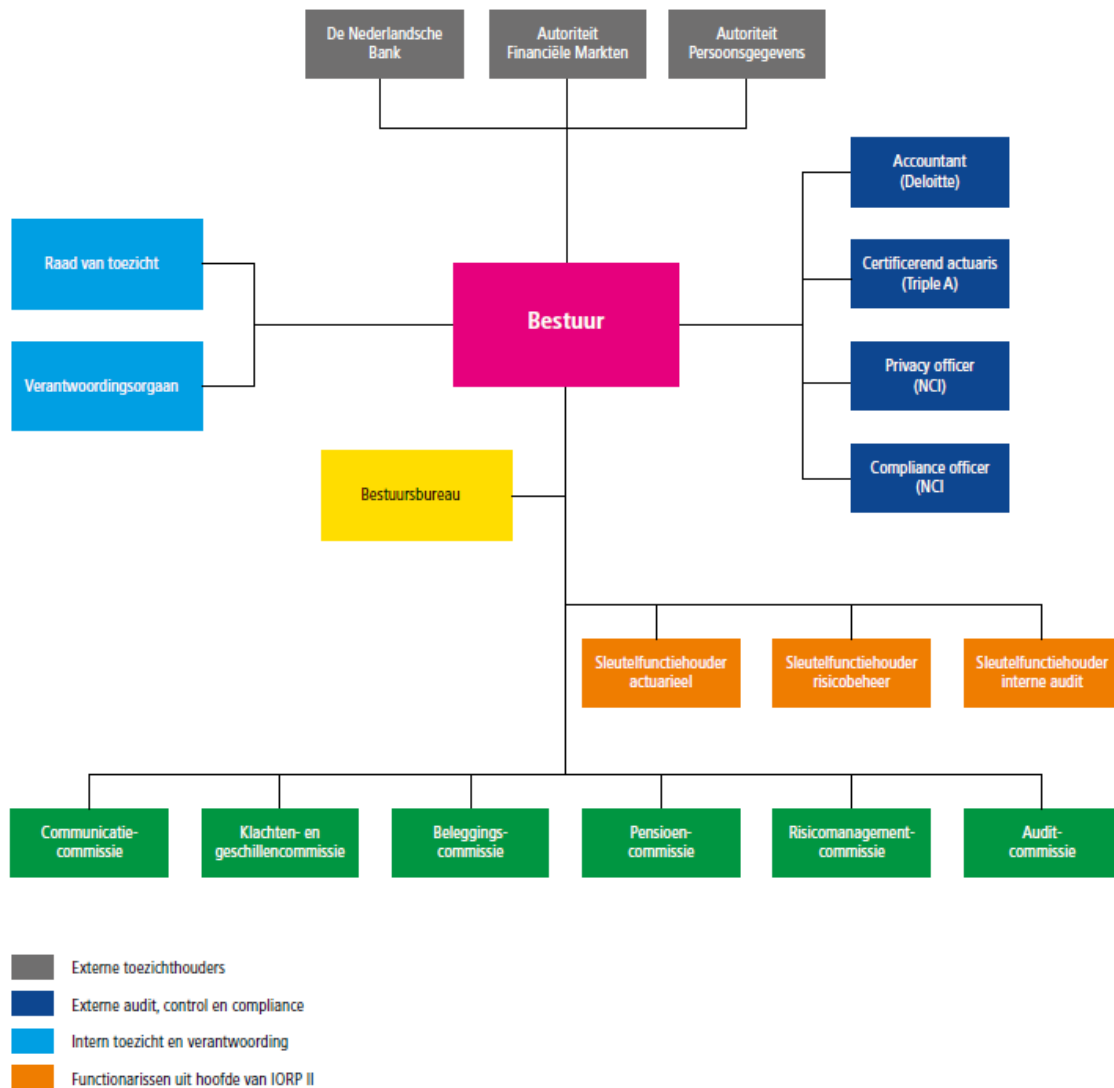 De Nederlandsche
Bank
Autoriteit
Financiële Markten
Autoriteit
Persoonsgegevens
Accountant
(Deloitte)
Raad van toezicht
Certificerend actuaris
(Triple A)
Bestuur
Verantwoordingsorgaan
Privacy officer
(NCI)
Compliance officer
(NCI
Bestuursbureau
Sleutelfunctiehouder
actuarieel
Sleutelfunctiehouder
risicobeheer
Sleutelfunctiehouder
interne audit
Communicatie-
commissie
Klachten- en
geschillencommissie
Beleggings-
commissie
Pensioen-
commissie
Risicomanagement-
commissie
Audit-
commissie
Externe toezichthouders
Externe audit, control en compliance
Intern toezicht en verantwoording
Functionarissen uit hoofde van IORP II